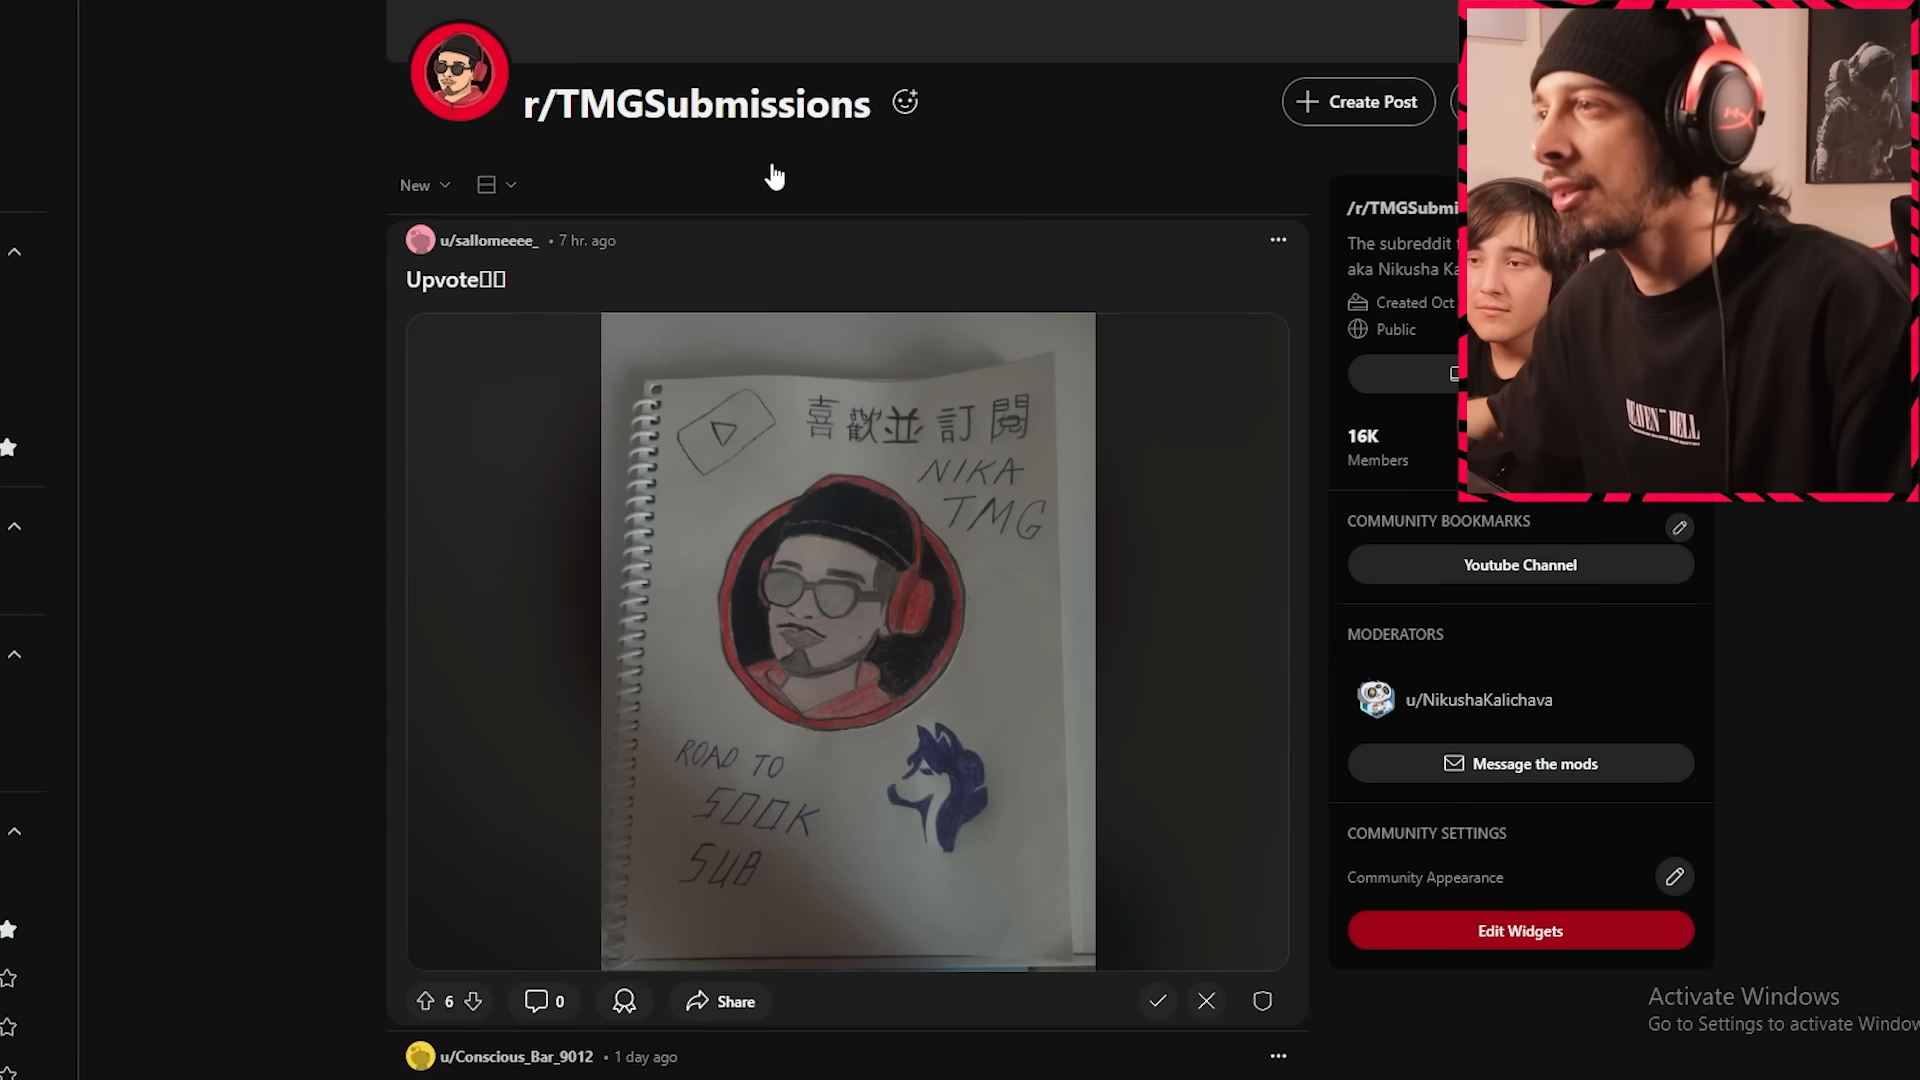 r/TMGSubmissions
Create Post
New
u/sallomeeee_ • 7 hr. ago
Upvote
喜歡並訂閱
NIKA
TMG
ROAD TO
500K
SUB
6
0
Share
u/Conscious_Bar_9012 • 1 day ago
/r/TMGSubmi
The subreddit
aka Nikusha Ka
Created Oct
Public
16K
Members
COMMUNITY BOOKMARKS
Youtube Channel
MODERATORS
u/NikushaKalichava
Message the mods
COMMUNITY SETTINGS
Community Appearance
Edit Widgets
HEAVEN HELL
HX
Activate Windows
Go to Settings to activate Window